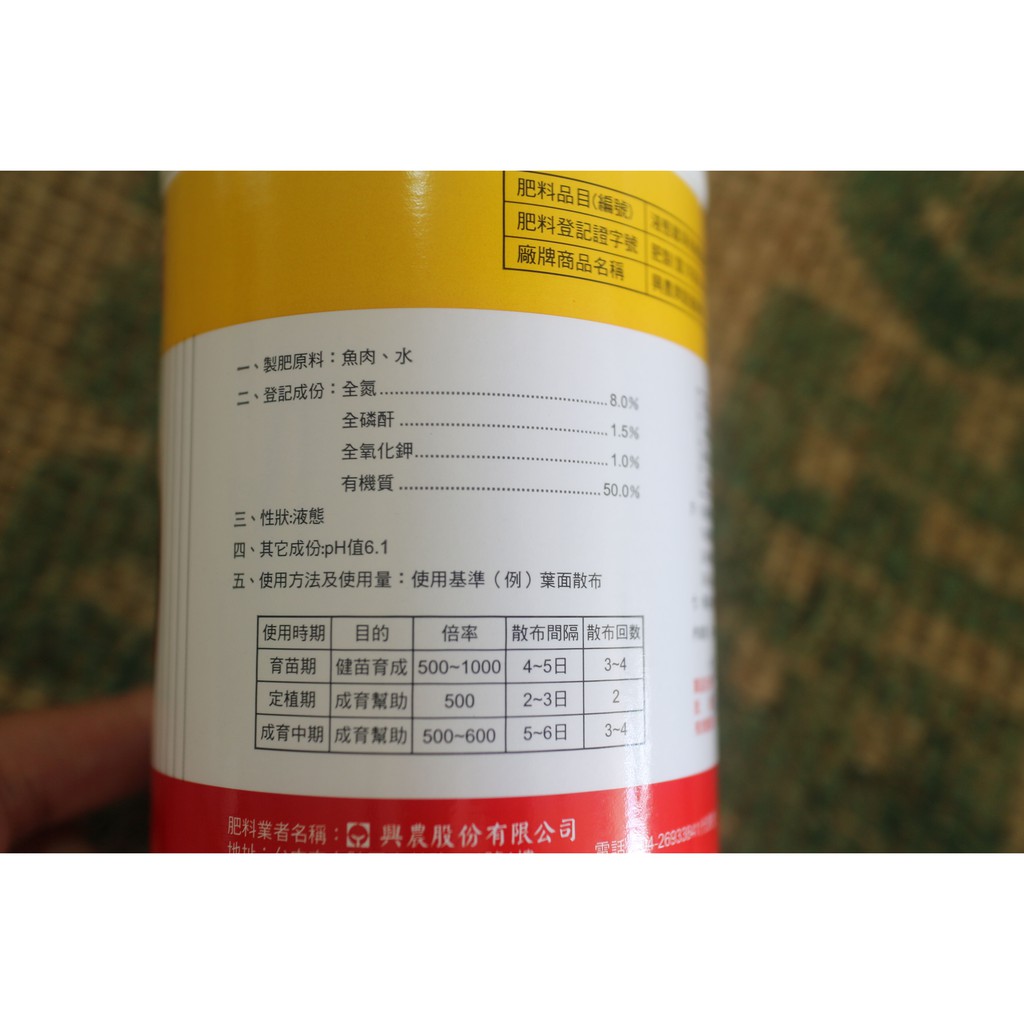 肥料品目(編號)
肥料登記證字號
廠牌商品名稱
一、製肥原料：魚肉、水
二、登記成份：全氮 8.0%
全磷酐 1.5%
全氧化鉀 1.0%
有機質 50.0%
三、性狀:液態
四、其它成份:pH值6.1
五、使用方法及使用量：使用基準（例）葉面散布
使用時期 目的 倍率 散布間隔 散布回数
育苗期 健苗育成 500~1000 4~5日 3~4
定植期 成育幫助 500 2~3日 2
成育中期 成育幫助 500~600 5~6日 3~4
肥料業者名稱：興農股份有限公司
地址： 電話